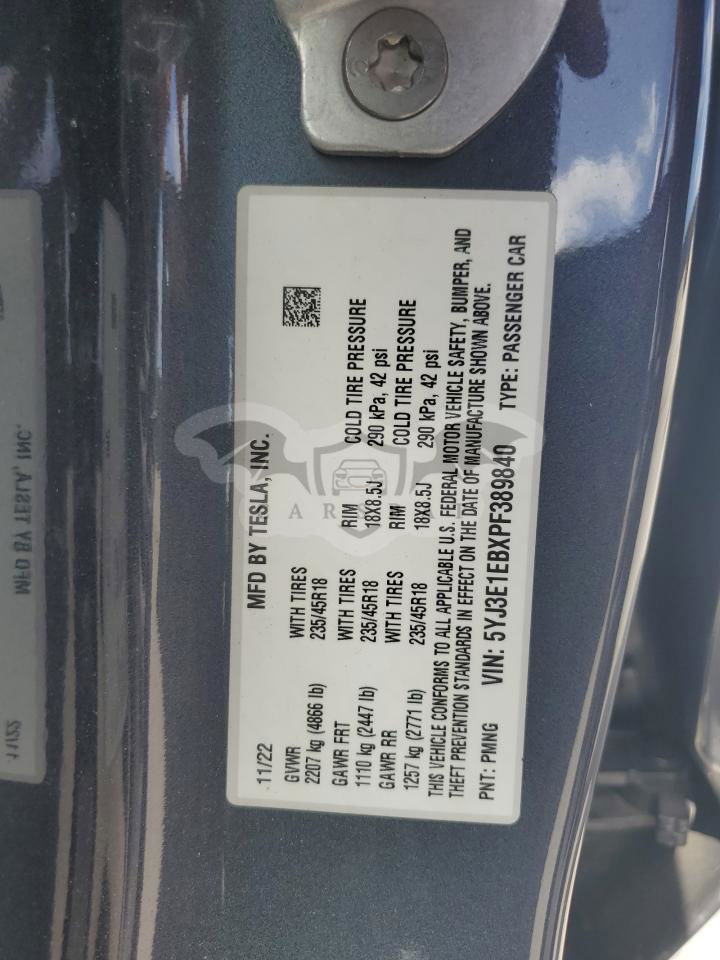 11/22 MFD BY TESLA, INC.
GVWR WITH TIRES
2207 kg (4866 lb) 235/45R18
GAWR FRT WITH TIRES RIM COLD TIRE PRESSURE
1110 kg (2447 lb) 235/45R18 18X8.5J 290 kPa, 42 psi
GAWR RR WITH TIRES RIM COLD TIRE PRESSURE
1257 kg (2771 lb) 235/45R18 18X8.5J 290 kPa, 42 psi
THIS VEHICLE CONFORMS TO ALL APPLICABLE U.S. FEDERAL MOTOR VEHICLE SAFETY, BUMPER, AND
THEFT PREVENTION STANDARDS IN EFFECT ON THE DATE OF MANUFACTURE SHOWN ABOVE.
PNT: PMNG VIN: 5YJ3E1EBXPF389840 TYPE: PASSENGER CAR
11/22 MFD BY TESLA, INC.